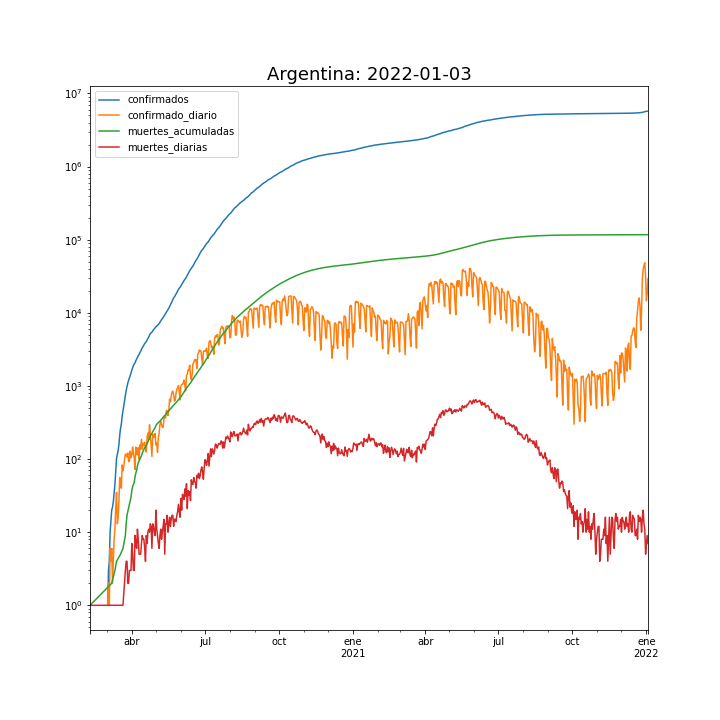 Argentina: 2022-01-03
confirmados
confirmado_diario
muertes_acumuladas
muertes_diarias
10^7
10^6
10^5
10^4
10^3
10^2
10^1
10^0
abr jul oct ene abr jul oct ene
2021 2022